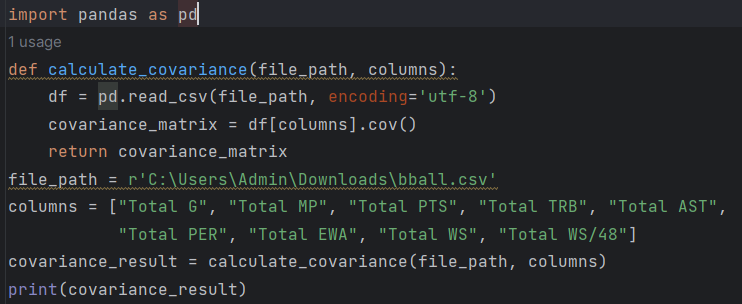 import pandas as pd
1 usage
def calculate_covariance(file_path, columns):
    df = pd.read_csv(file_path, encoding='utf-8')
    covariance_matrix = df[columns].cov()
    return covariance_matrix
file_path = r'C:\Users\Admin\Downloads\bball.csv'
columns = ["Total G", "Total MP", "Total PTS", "Total TRB", "Total AST",
           "Total PER", "Total EWA", "Total WS", "Total WS/48"]
covariance_result = calculate_covariance(file_path, columns)
print(covariance_result)